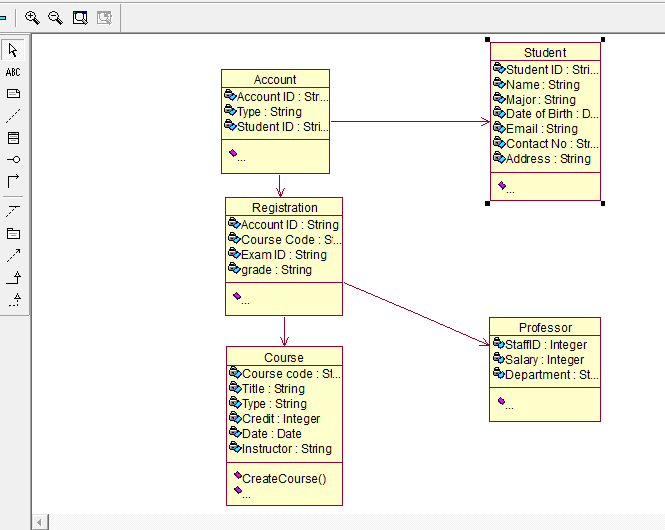 ABC
Account
Account ID : Str...
Type : String
Student ID : Stri...
...
Student
Student ID : Stri...
Name : String
Major : String
Date of Birth : D...
Email : String
Contact No : Str...
Address : String
...
Registration
Account ID : String
Course Code : St...
Exam ID : String
grade : String
...
Professor
StaffID : Integer
Salary : Integer
Department : St...
...
Course
Course code : St...
Title : String
Type : String
Credit : Integer
Date : Date
Instructor : String
CreateCourse()
...